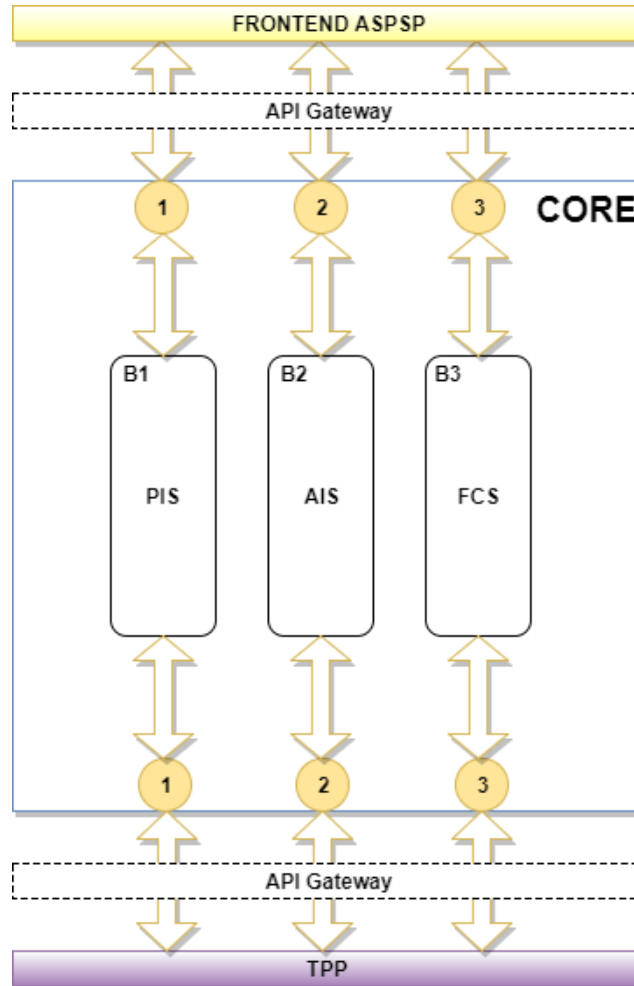 FRONTEND ASPSP
API Gateway
1 2 3 CORE
B1 B2 B3
PIS AIS FCS
1 2 3
API Gateway
TPP